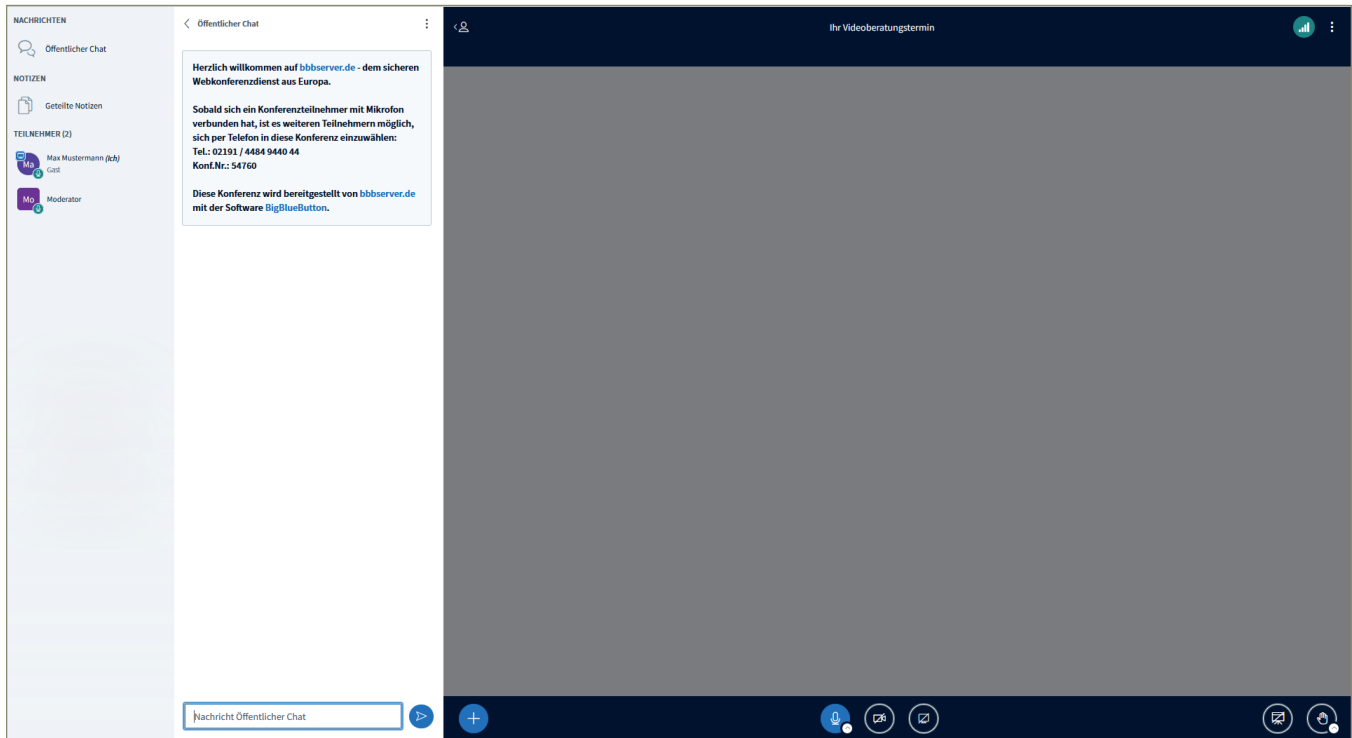 NACHRICHTEN
Öffentlicher Chat
NOTIZEN
Geteilte Notizen
TEILNEHMER (2)
Ma
Max Mustermann (Ich)
Gast
Mo
Moderator
Öffentlicher Chat
Herzlich willkommen auf bbbserver.de - dem sicheren
Webkonferenzdienst aus Europa.
Sobald sich ein Konferenzteilnehmer mit Mikrofon
verbunden hat, ist es weiteren Teilnehmern möglich,
sich per Telefon in diese Konferenz einzuwählen:
Tel.: 02191 / 4484 9440 44
Konf.Nr.: 54760
Diese Konferenz wird bereitgestellt von bbbserver.de
mit der Software BigBlueButton.
Nachricht Öffentlicher Chat
Ihr Videoberatungstermin